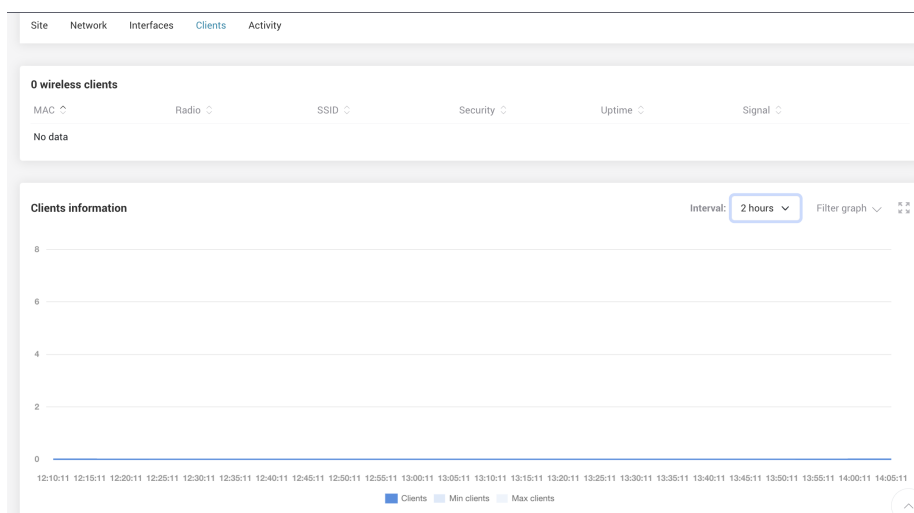 Site Network Interfaces Clients Activity
0 wireless clients
MAC Radio SSID Security Uptime Signal
No data
Clients information Interval: 2 hours Filter graph
8
6
4
2
0
12:10:11 12:15:11 12:20:11 12:25:11 12:30:11 12:35:11 12:40:11 12:45:11 12:50:11 12:55:11 13:00:11 13:05:11 13:10:11 13:15:11 13:20:11 13:25:11 13:30:11 13:35:11 13:40:11 13:45:11 13:50:11 13:55:11 14:00:11 14:05:11
Clients Min clients Max clients